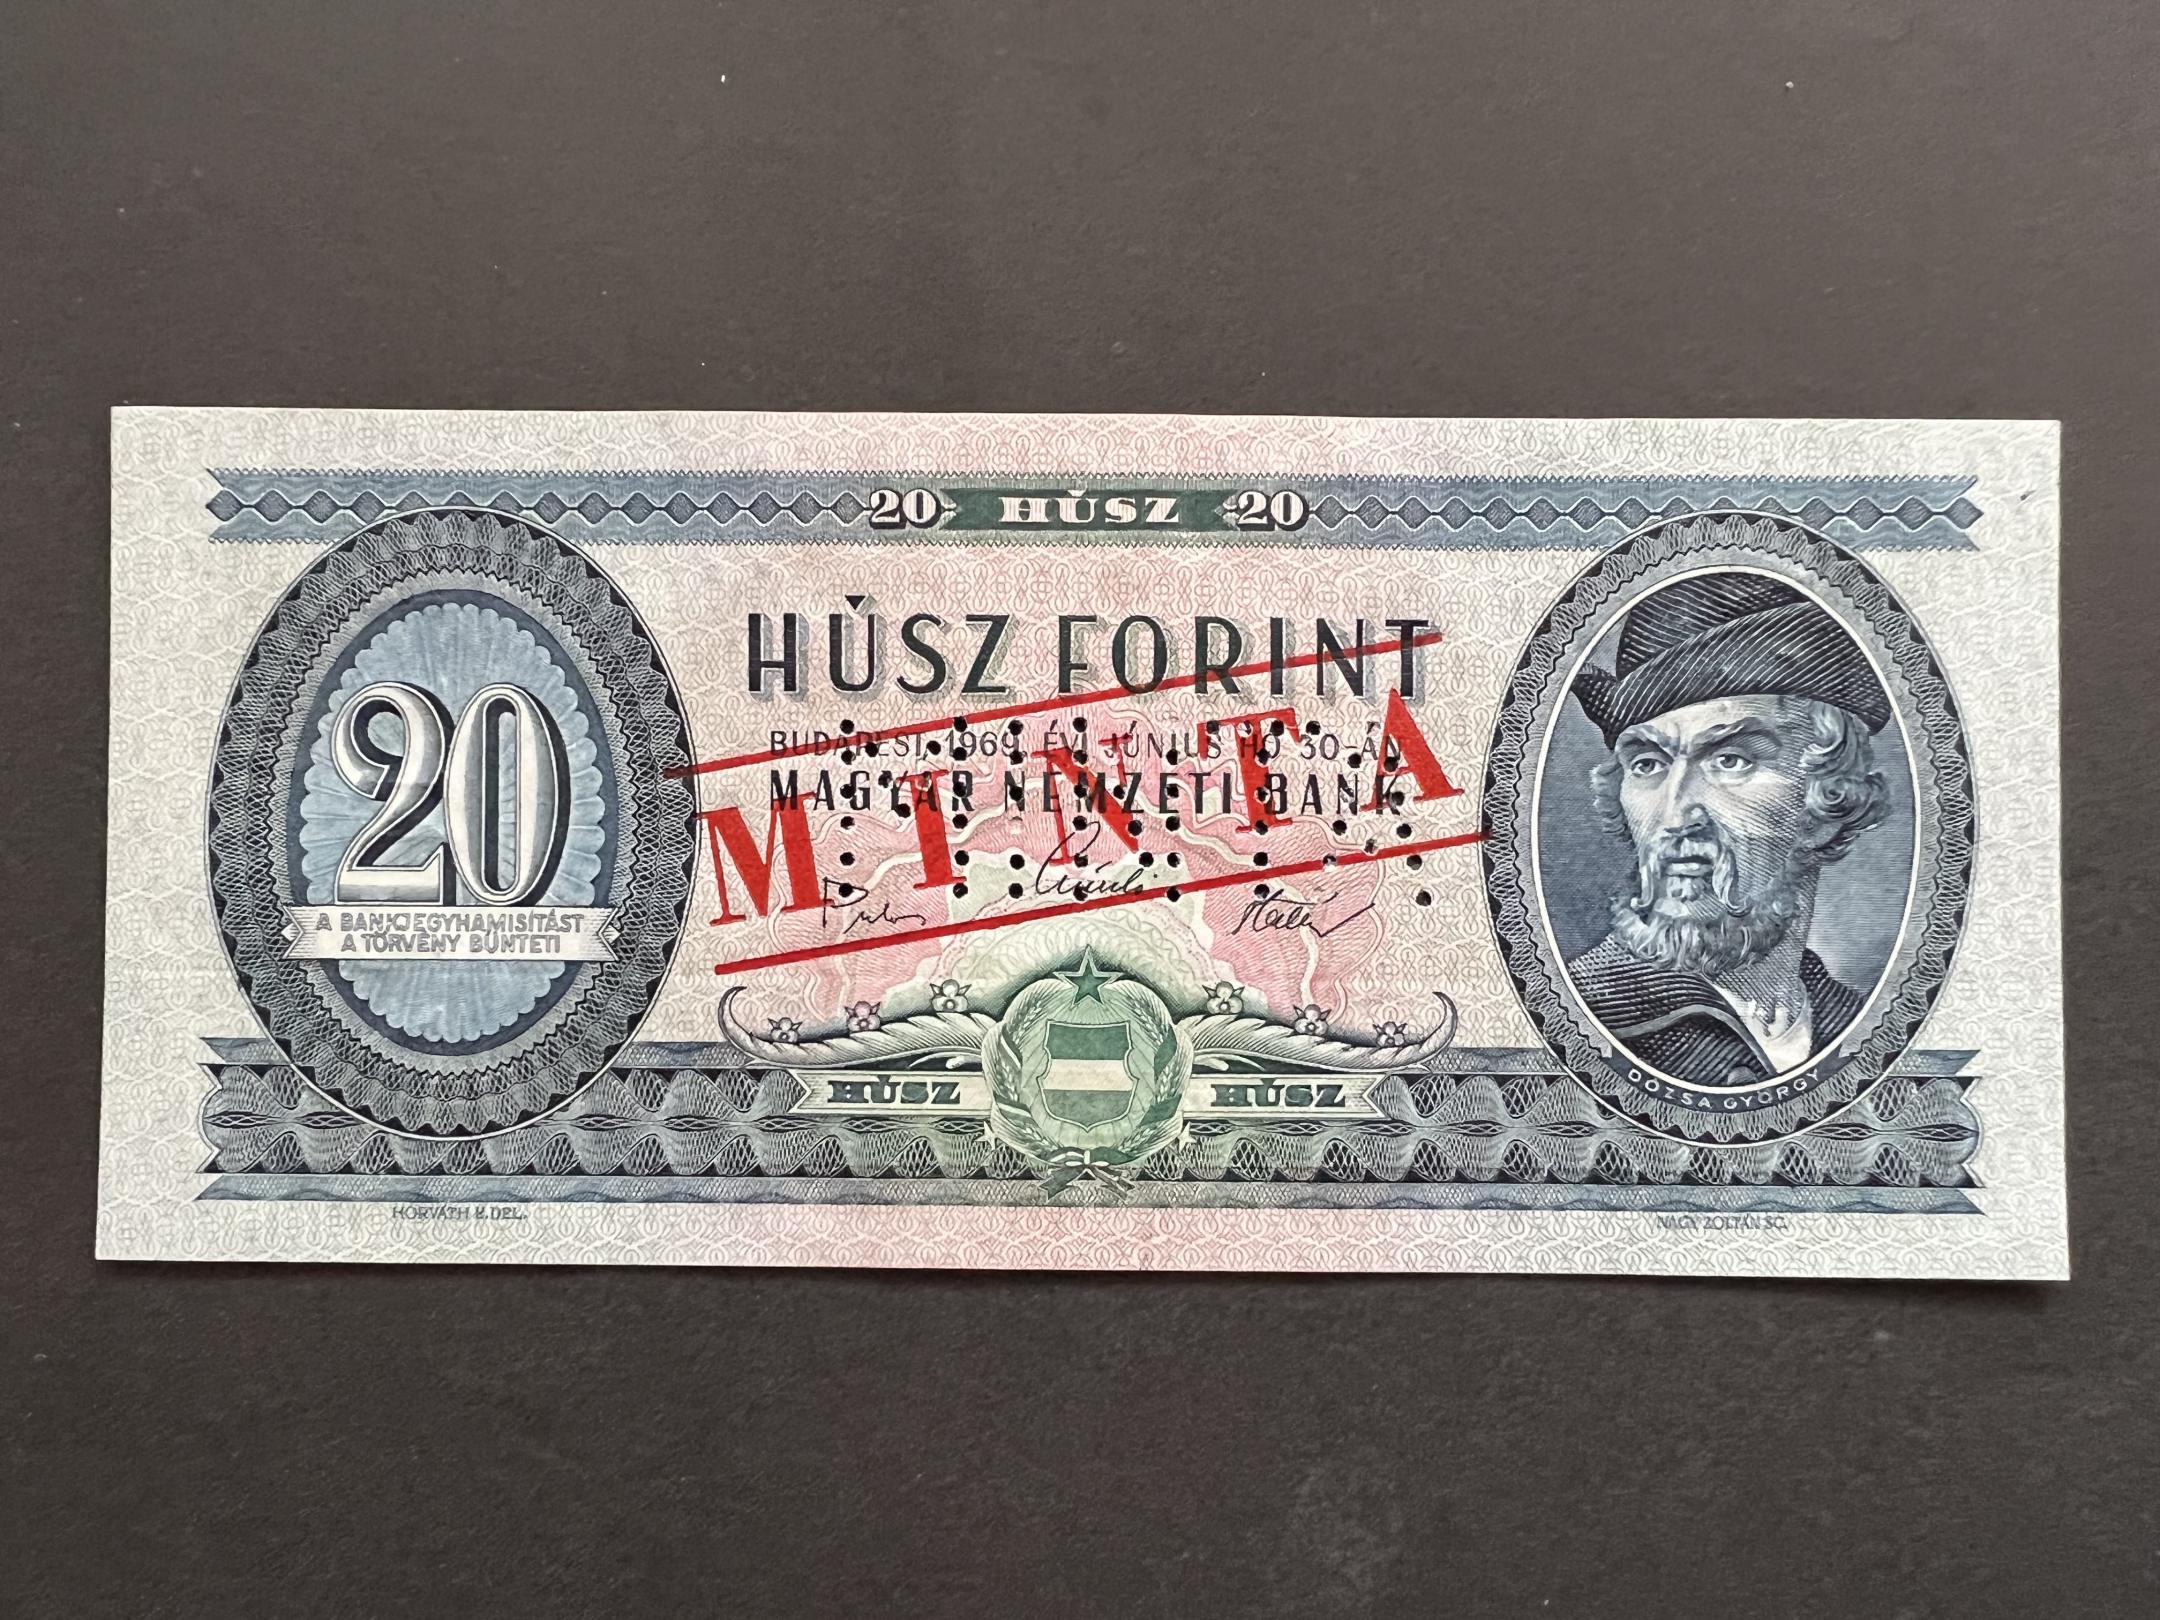 20 HÚSZ 20
HÚSZ FORINT
BUDAPEST, 1969. ÉVI JÚNIUS HÓ 30-ÁN
MAGYAR NEMZETI BANK
MINTA
MINTA
20
A BANKJEGYHAMISÍTÁST
A TÖRVÉNY BÜNTETI
HÚSZ HÚSZ
DÓZSA GYÖRGY
HORVÁTH E. DEL. NAGY ZOLTÁN SC.